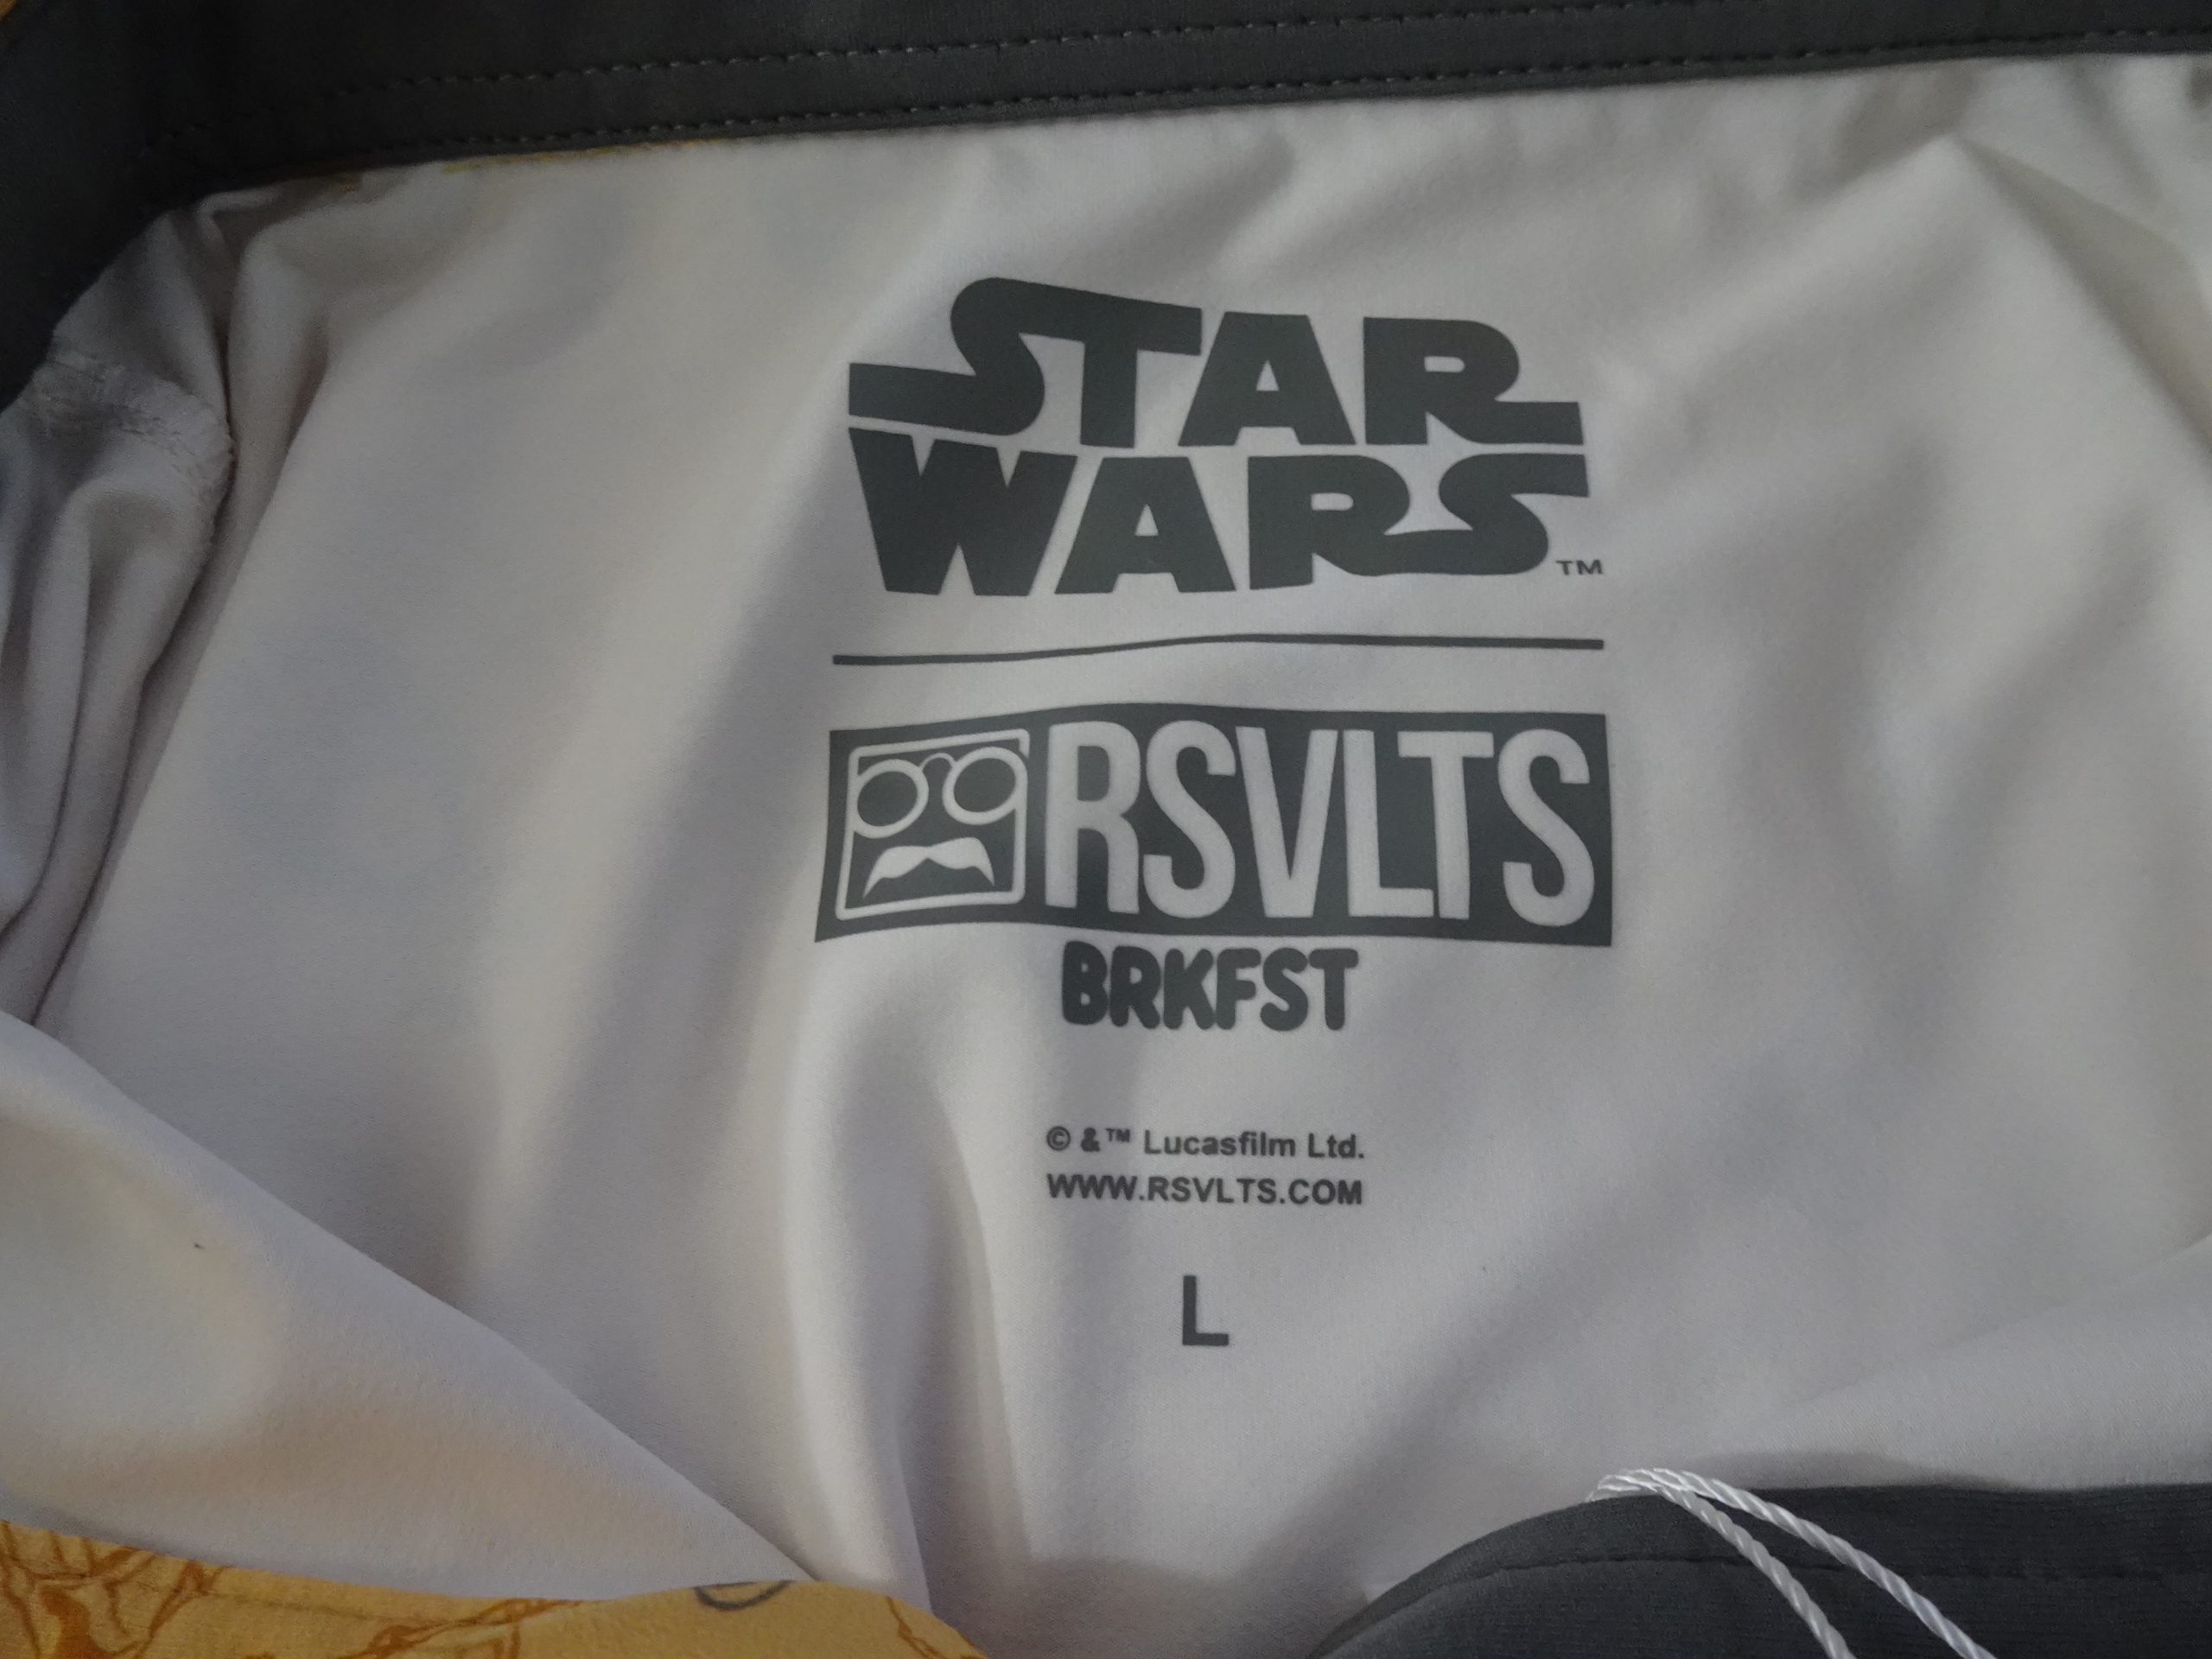 STAR
WARS™
RSVLTS
BRKFST
© &™ Lucasfilm Ltd.
WWW.RSVLTS.COM
L